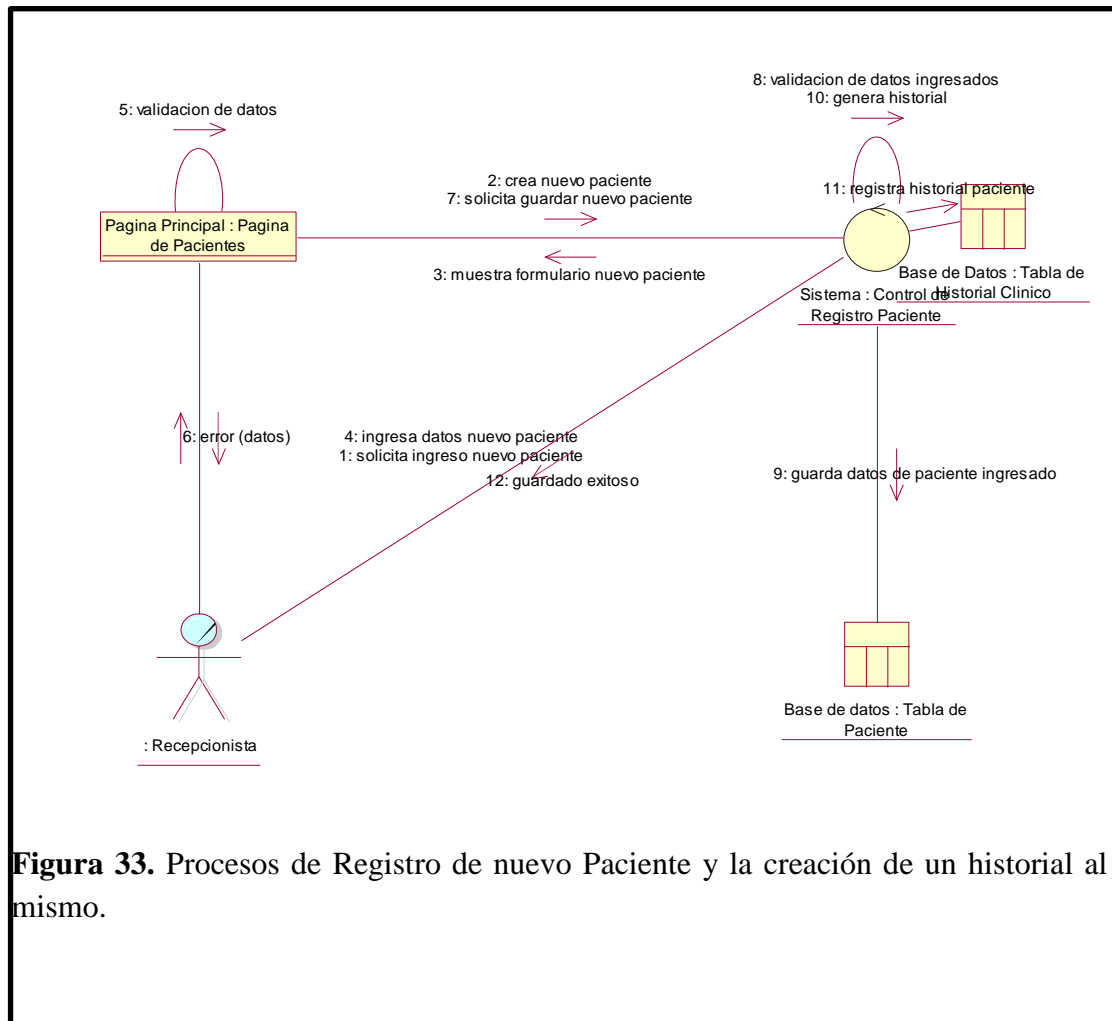 8: validacion de datos ingresados
10: genera historial
5: validacion de datos
2: crea nuevo paciente
7: solicita guardar nuevo paciente
11: registra historial paciente
Pagina Principal : Pagina
de Pacientes
3: muestra formulario nuevo paciente
Base de Datos : Tabla de
Historial Clinico
Sistema : Control de
Registro Paciente
6: error (datos)
4: ingresa datos nuevo paciente
1: solicita ingreso nuevo paciente
12: guardado exitoso
9: guarda datos de paciente ingresado
Base de datos : Tabla de
Paciente
: Recepcionista
Figura 33. Procesos de Registro de nuevo Paciente y la creación de un historial al
mismo.